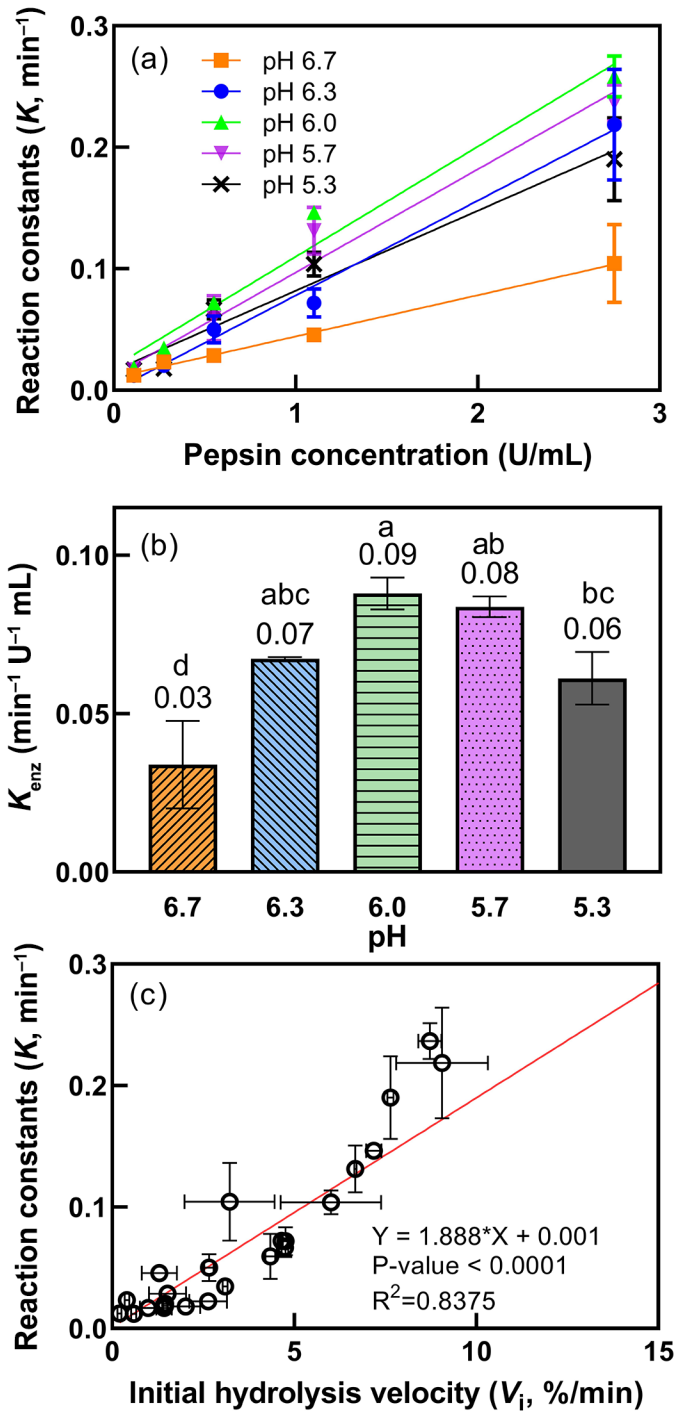 (a)
pH 6.7
pH 6.3
pH 6.0
pH 5.7
pH 5.3
Reaction constants (K, min⁻¹)
0.3
0.2
0.1
0.0
0 1 2 3
Pepsin concentration (U/mL)
(b)
K_enz (min⁻¹ U⁻¹ mL)
0.10
0.05
0.00
d
0.03
abc
0.07
a
0.09
ab
0.08
bc
0.06
6.7 6.3 6.0 5.7 5.3
pH
(c)
Reaction constants (K, min⁻¹)
0.3
0.2
0.1
0.0
Y = 1.888*X + 0.001
P-value < 0.0001
R²=0.8375
0 5 10 15
Initial hydrolysis velocity (Vᵢ, %/min)